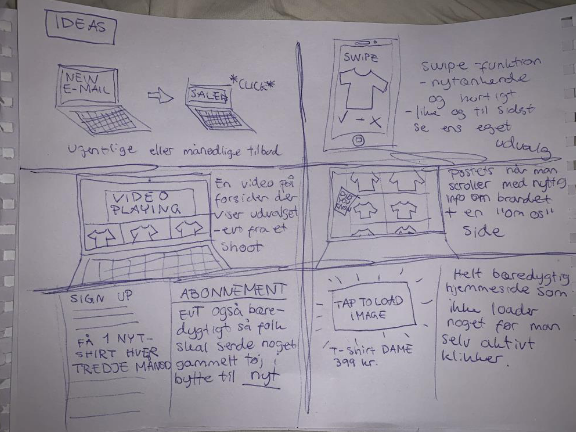 IDEAS
NEIN
E-MAIL
SALE
*CLICK*
Ugentlige eller månedlige tilbud
SWIPE
✓ - X
Swipe-funktion
- nytænkende
og hurtigt
- like og til sidst
se ens eget
udvalg
VIDEO
PLAYING
En video på
forsiden der
viser udvalget
- evt fra et
shoot
Postets når man
scroller med nyttig
info om brandet
+ en "om os"
side
SIGN UP
FÅ 1 NYT-
SHIRT HVER
TREDJE MÅNED
ABONNEMENT
Evt også bære-
dygtigt så folk
skal sende noget
gammelt tøj,
bytte til nyt
TAP TO LOAD
IMAGE
T-Shirt DAME
399 kr.
Helt bæredygtig
hjemmeside som
ikke loader
noget før man
selv aktivt
klikker.